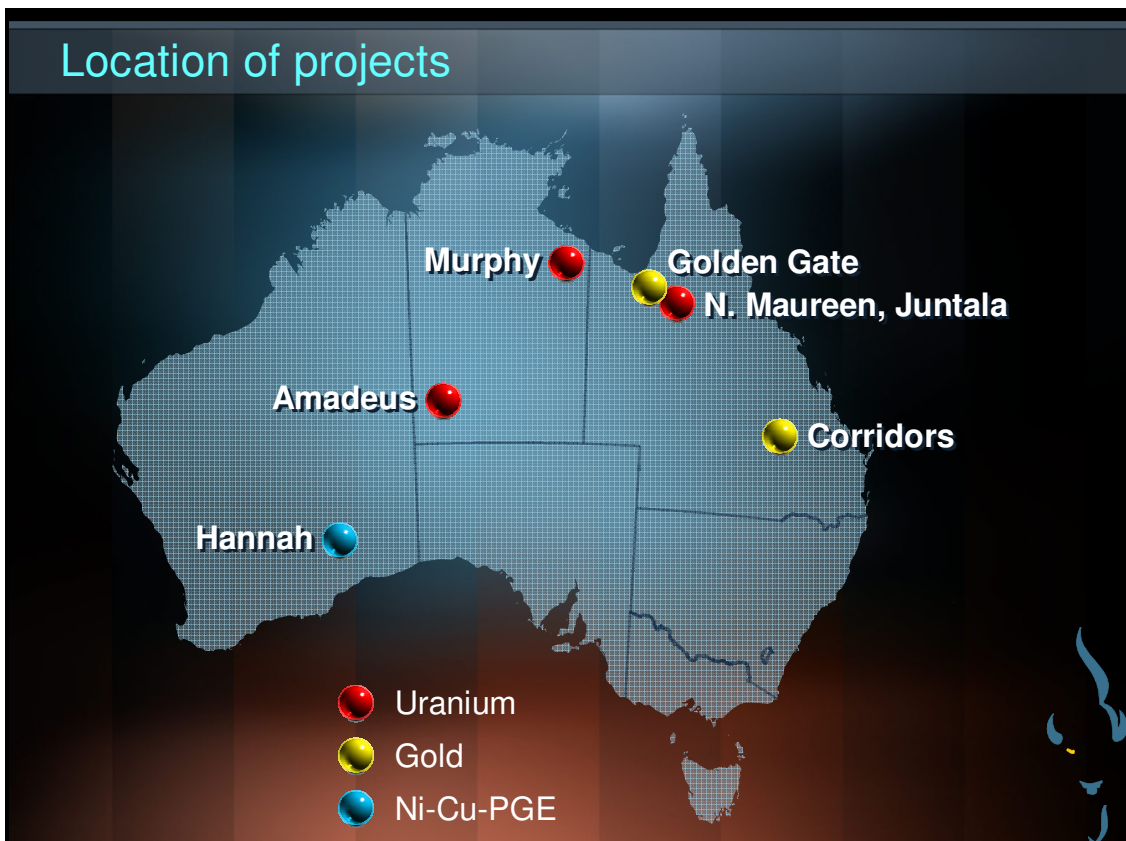 Location of projects
Murphy
Golden Gate
N. Maureen, Juntala
Amadeus
Corridors
Hannah
Uranium
Gold
Ni-Cu-PGE